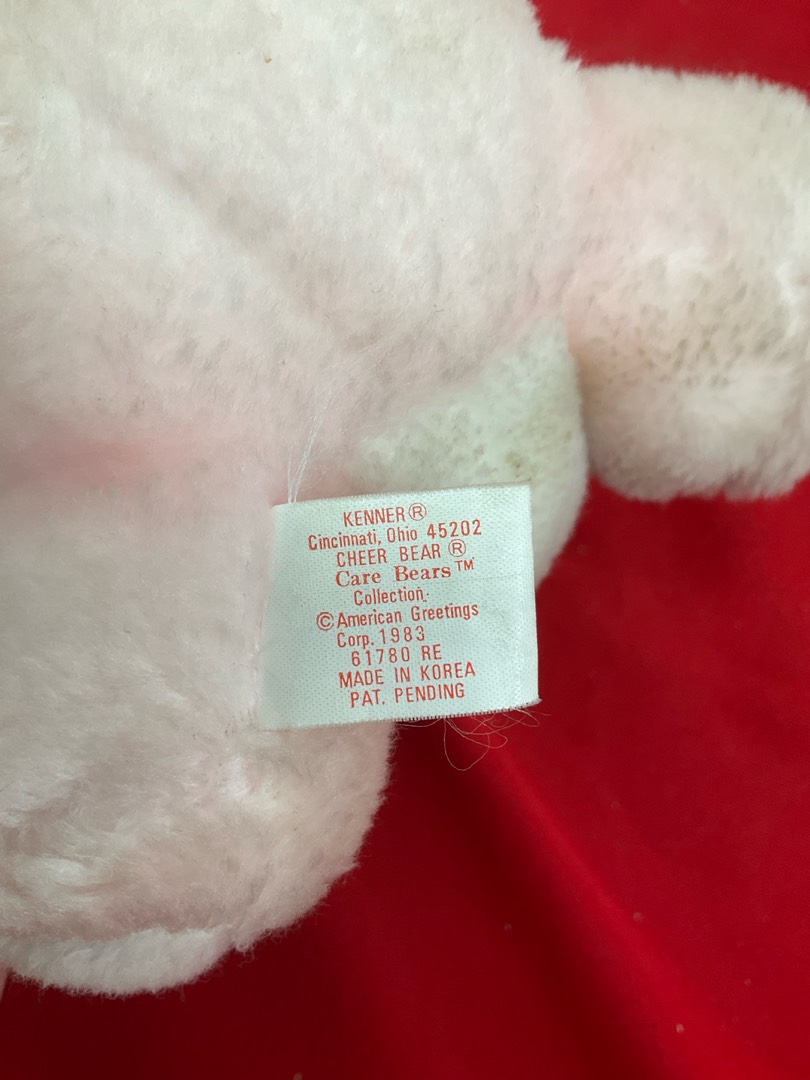 KENNER®
Cincinnati, Ohio 45202
CHEER BEAR®
Care Bears™
Collection.
©American Greetings
Corp. 1983
61780 RE
MADE IN KOREA
PAT. PENDING